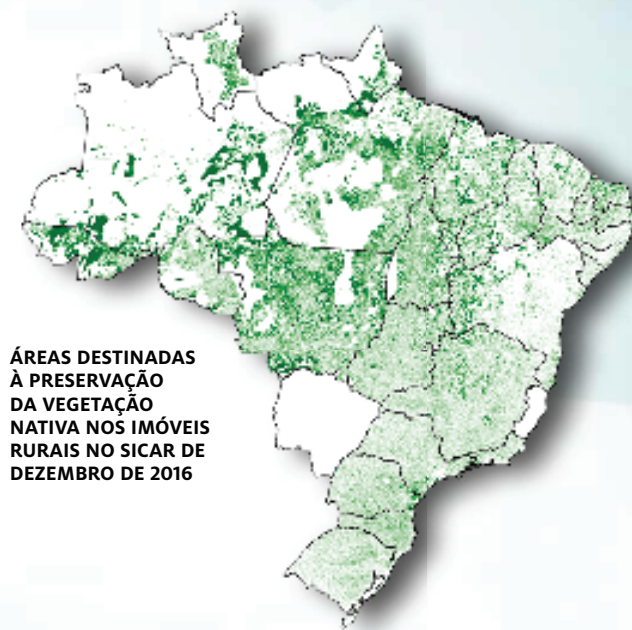 ÁREAS DESTINADAS
À PRESERVAÇÃO
DA VEGETAÇÃO
NATIVA NOS IMÓVEIS
RURAIS NO SICAR DE
DEZEMBRO DE 2016